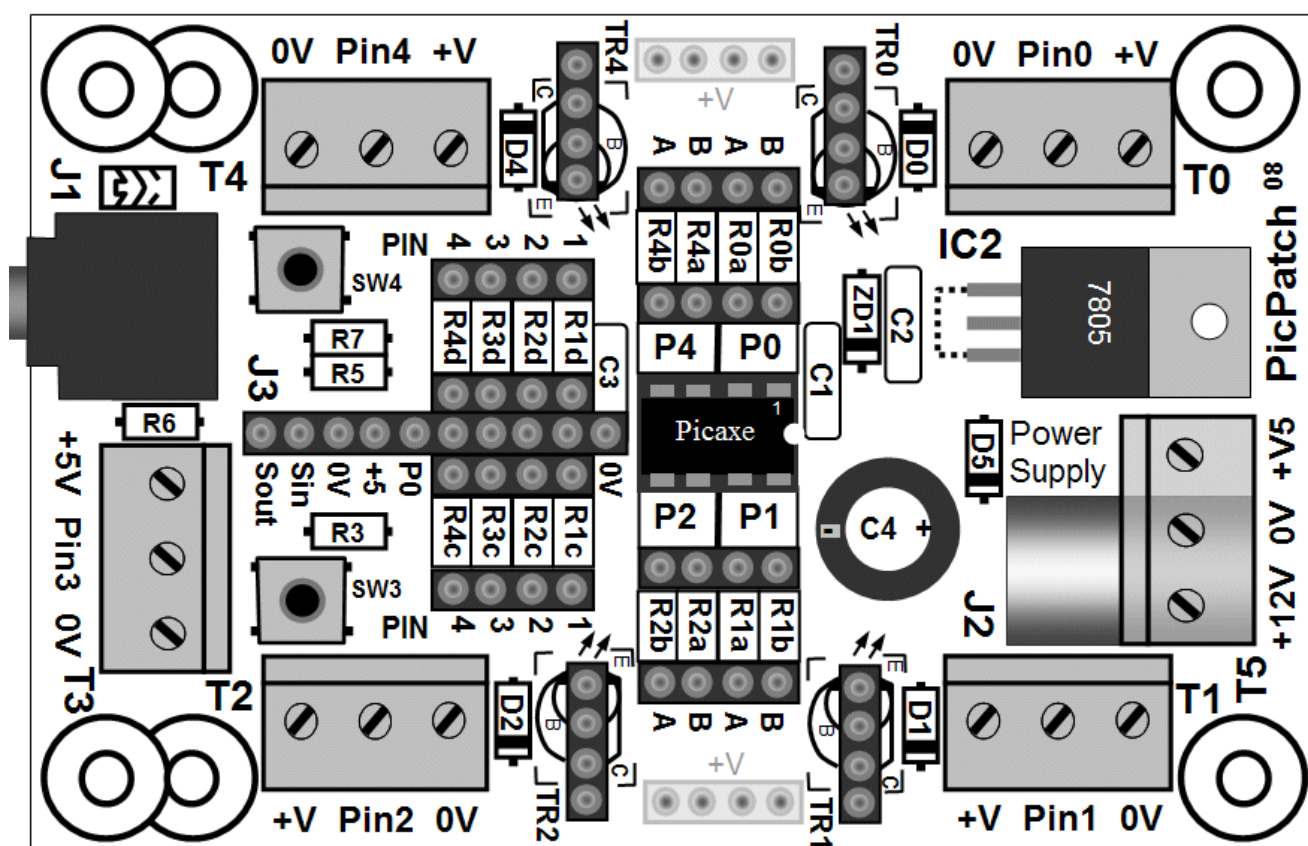 0V Pin4 +V
TR4
C
B
E
D4
+V
A B A B
TR0
C
B
E
D0
0V Pin0 +V
T0
J1
T4
PIN 4 3 2 1
SW4
R4b R4a R0a R0b
IC2
7805
PicPatch 08
R7
R5
R4d R3d R2d R1d
C3
P4 P0
ZD1
C2
C1
J3
R6
Picaxe
1
Sout Sin 0V +5 P0 0V
+5V Pin3 0V
T3
R3
R4c R3c R2c R1c
P2 P1
- C4 +
D5
Power
Supply
+12V 0V +V5
J2
T5
SW3
PIN 4 3 2 1
R2b R2a R1a R1b
T2
D2
E
B
C
TR2
A B A B
+V
E
B
C
TR1
D1
T1
+V Pin2 0V
+V Pin1 0V